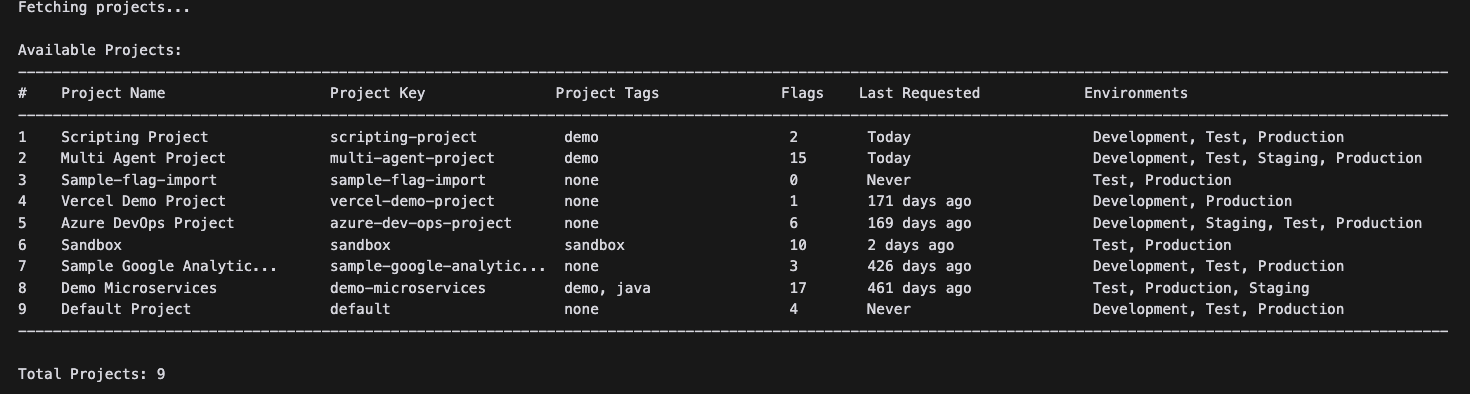 Fetching projects...
Available Projects:
# Project Name Project Key Project Tags Flags Last Requested Environments
1 Scripting Project scripting-project demo 2 Today Development, Test, Production
2 Multi Agent Project multi-agent-project demo 15 Today Development, Test, Staging, Production
3 Sample-flag-import sample-flag-import none 0 Never Test, Production
4 Vercel Demo Project vercel-demo-project none 1 171 days ago Development, Production
5 Azure DevOps Project azure-dev-ops-project none 6 169 days ago Development, Staging, Test, Production
6 Sandbox sandbox sandbox 10 2 days ago Test, Production
7 Sample Google Analytic... sample-google-analytic... none 3 426 days ago Development, Test, Production
8 Demo Microservices demo-microservices demo, java 17 461 days ago Test, Production, Staging
9 Default Project default none 4 Never Development, Test, Production
Total Projects: 9